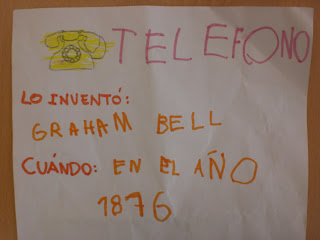 TELEFONO
LO INVENTÓ:
GRAHAM BELL
CUÁNDO: EN EL AÑO
1876